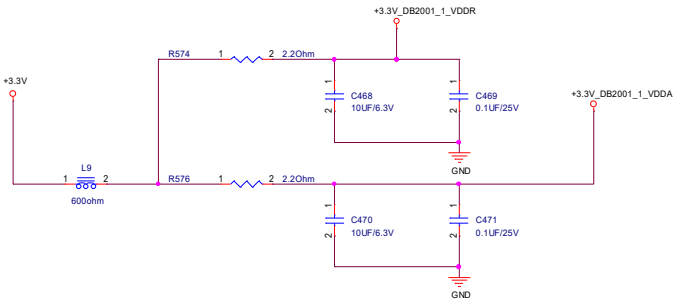 +3.3V_DB2001_1_VDDR
R574 1 2 2.2Ohm
+3.3V
1 C468 1 C469
+3.3V_DB2001_1_VDDA
2 10UF/6.3V 2 0.1UF/25V
GND
L9
1 2 R576 1 2 2.2Ohm
600ohm
1 C470 1 C471
2 10UF/6.3V 2 0.1UF/25V
GND